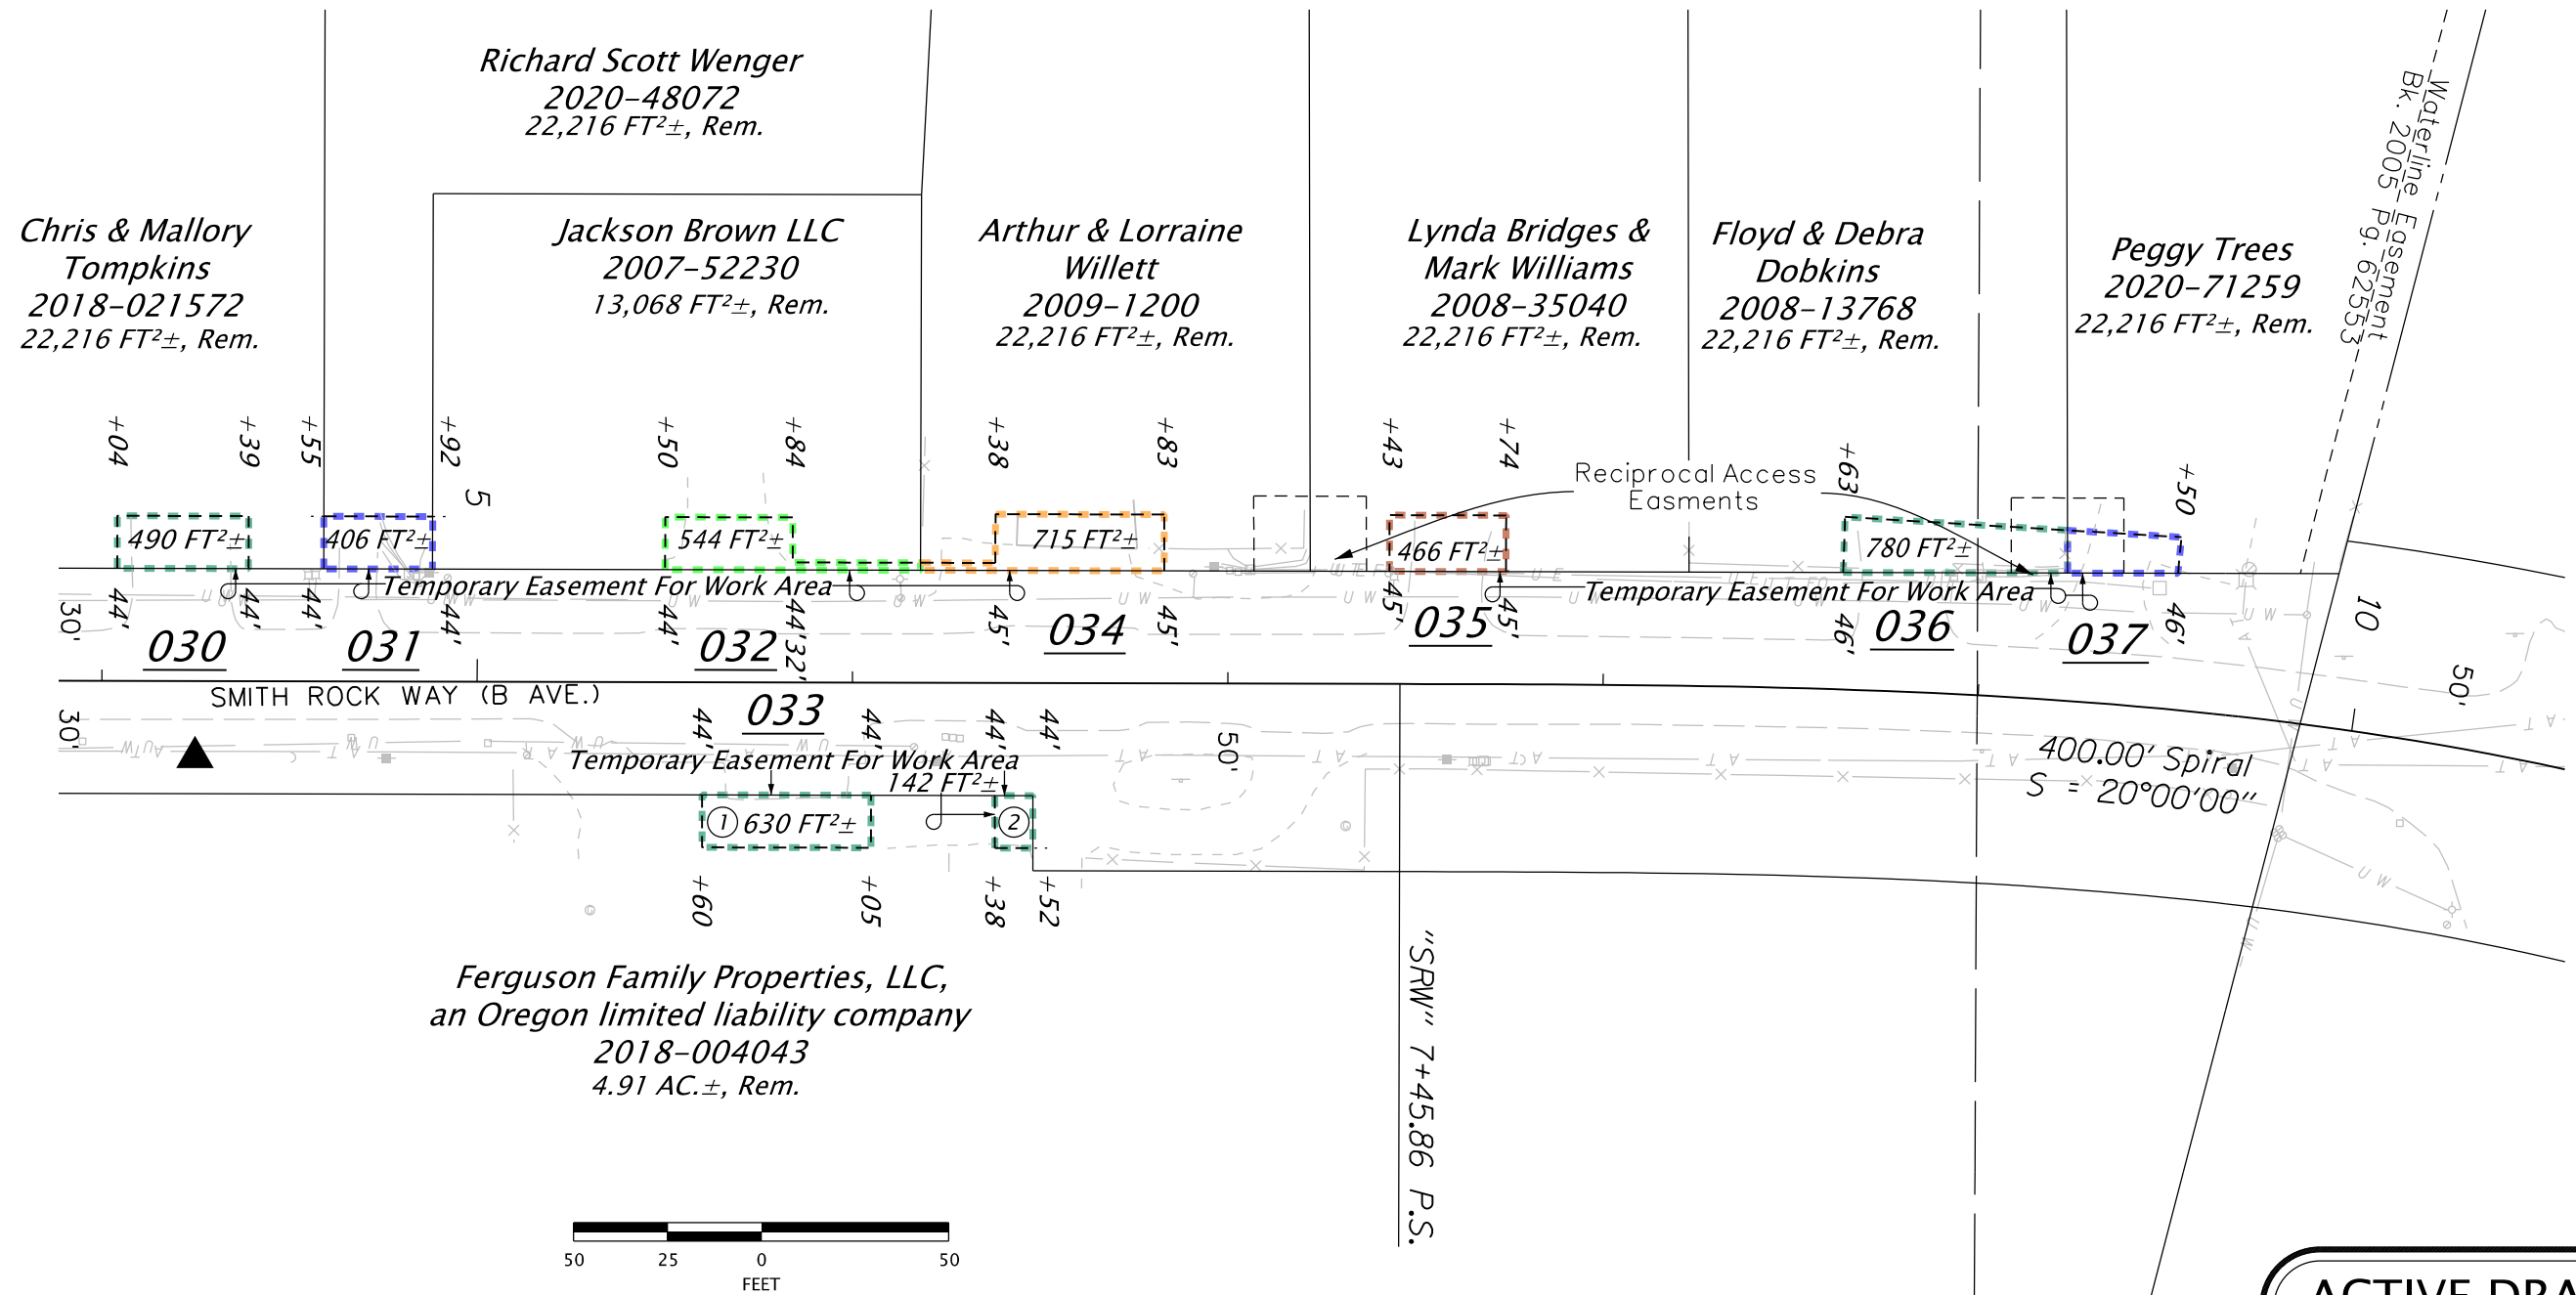 Richard Scott Wenger
2020-48072
22,216 FT²±, Rem.
Chris & Mallory
Tompkins
2018-021572
22,216 FT²±, Rem.
Jackson Brown LLC
2007-52230
13,068 FT²±, Rem.
Arthur & Lorraine
Willett
2009-1200
22,216 FT²±, Rem.
Lynda Bridges &
Mark Williams
2008-35040
22,216 FT²±, Rem.
Floyd & Debra
Dobkins
2008-13768
22,216 FT²±, Rem.
Peggy Trees
2020-71259
22,216 FT²±, Rem.
Waterline Easement
Bk. 2005 Pg. 62553
+04
+39
+55
+92
+50
+84
+38
+83
+43
+74
+63
+50
Reciprocal Access
Easments
5
490 FT²±
406 FT²±
544 FT²±
715 FT²±
466 FT²±
780 FT²±
Temporary Easement For Work Area
Temporary Easement For Work Area
30'
44'
44'
44'
44'
44'
44'
32'
45'
45'
45'
45'
46'
46'
10
50'
030
031
032
034
035
036
037
SMITH ROCK WAY (B AVE.)
033
30'
44'
44'
44'
44'
50'
Temporary Easement For Work Area
142 FT²±
1
630 FT²±
2
400.00' Spiral
S = 20°00'00"
+60
+05
+38
+52
Ferguson Family Properties, LLC,
an Oregon limited liability company
2018-004043
4.91 AC.±, Rem.
"SRW" 7+45.86 P.S.
50 25 0 50
FEET